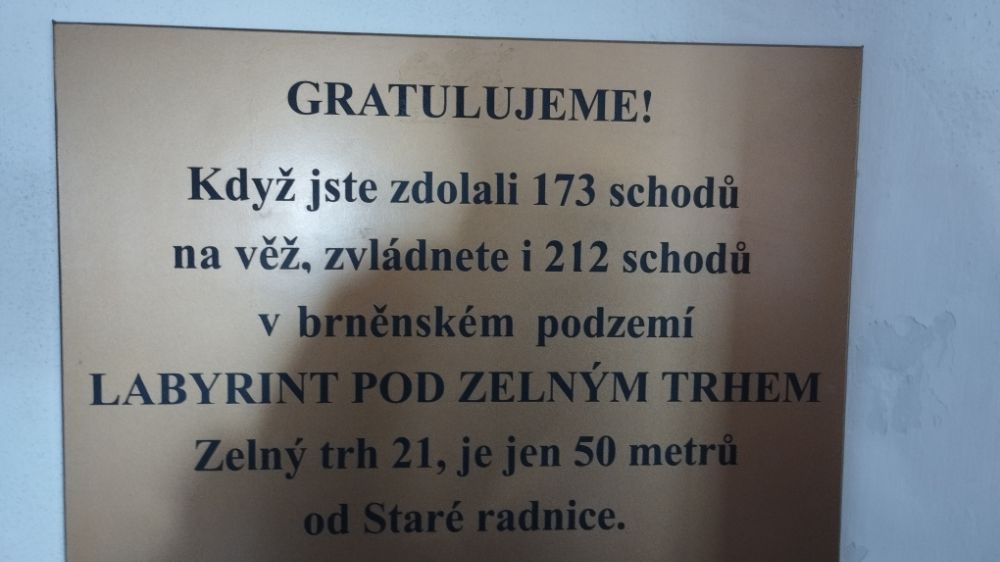 GRATULUJEME!
Když jste zdolali 173 schodů
na věž, zvládnete i 212 schodů
v brněnském podzemí
LABYRINT POD ZELNÝM TRHEM
Zelný trh 21, je jen 50 metrů
od Staré radnice.